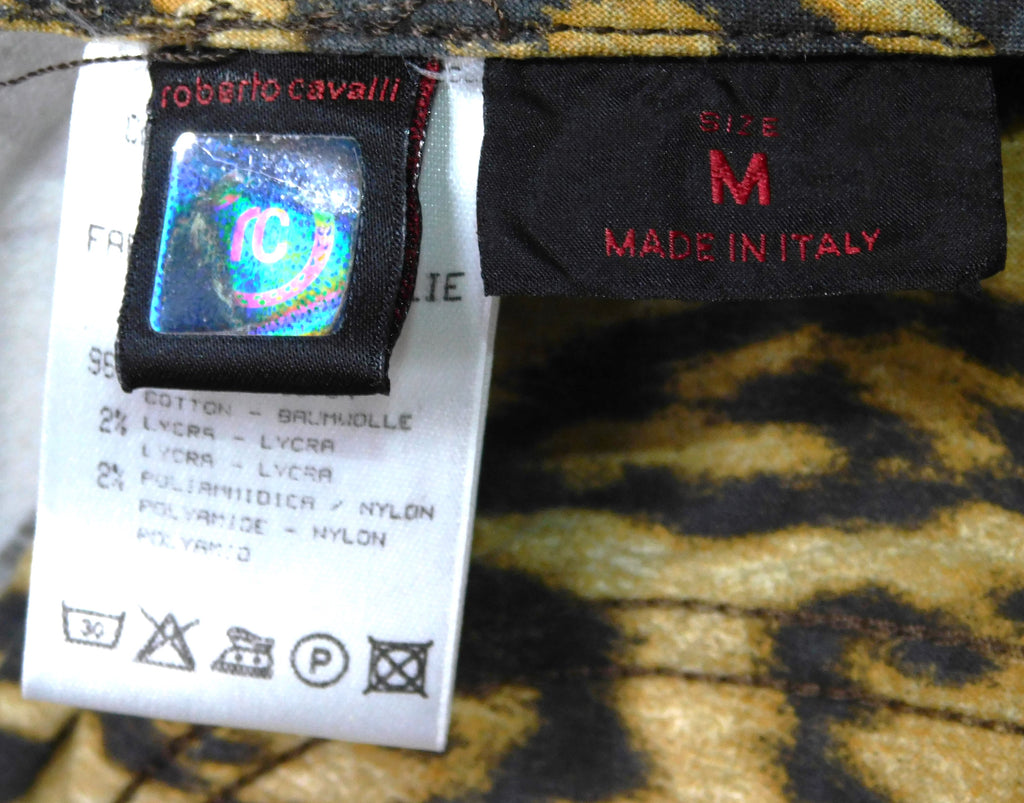 roberto cavalli
rc
SIZE
M
MADE IN ITALY
COTTON - BAUMWOLLE
2% LYCRA - LYCRA
LYCRA - LYCRA
2% POLIAMMIDICA / NYLON
POLYAMIDE - NYLON
POLYAMID
30
P